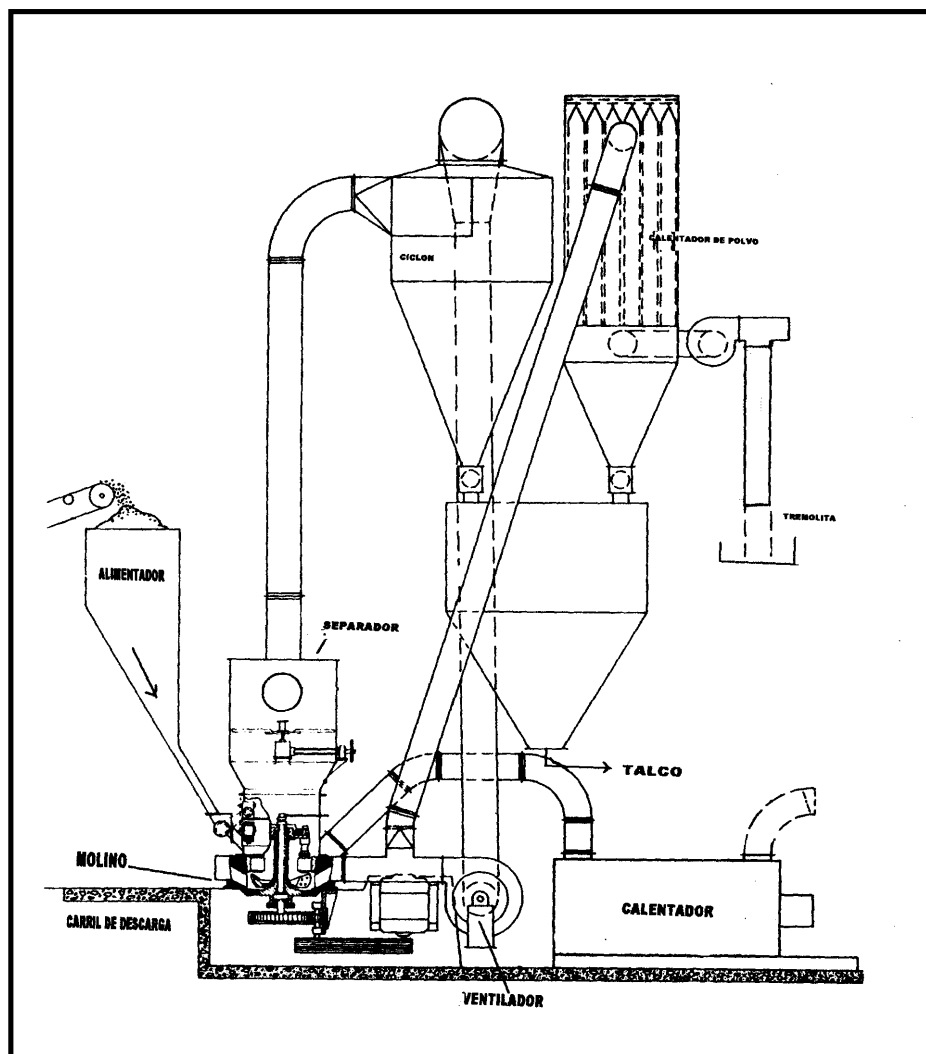 CALENTADOR DE POLVO
CICLON
TREMOLITA
ALIMENTADOR
SEPARADOR
TALCO
MOLINO
CARRIL DE DESCARGA
CALENTADOR
VENTILADOR